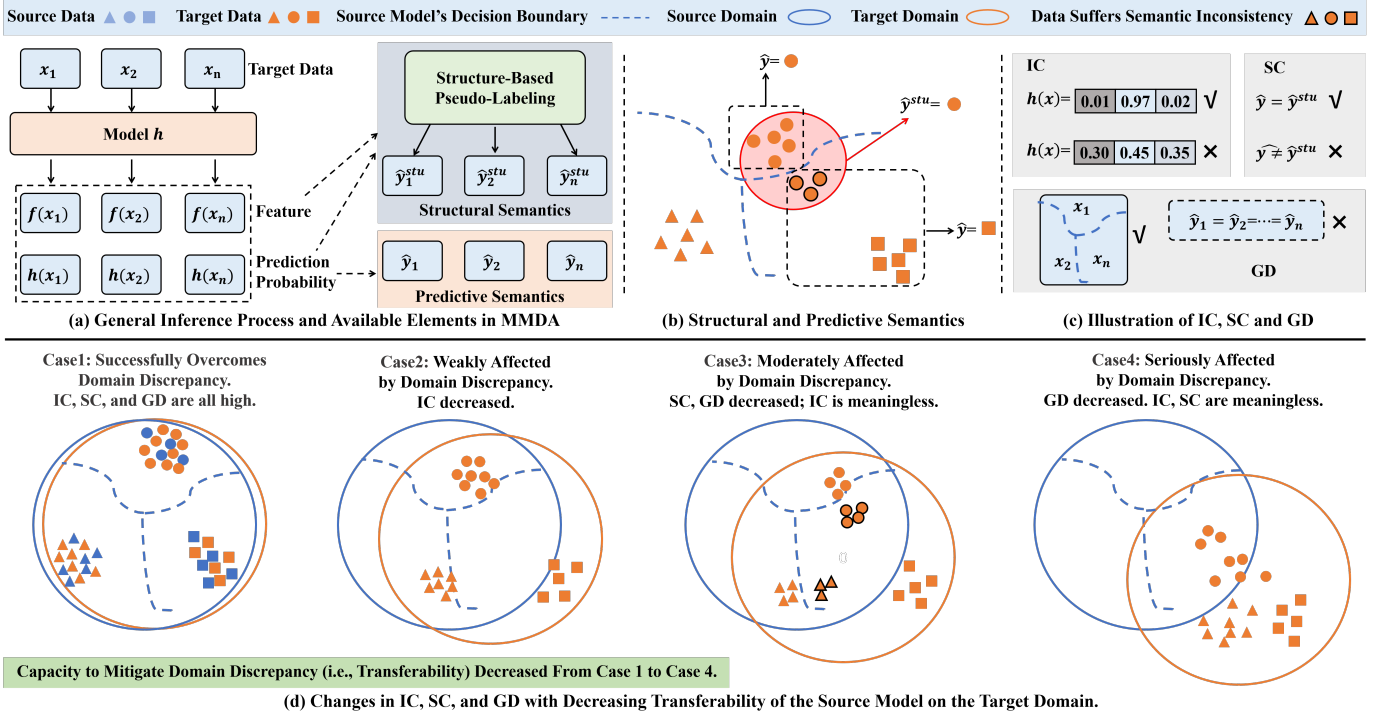 Source Data Target Data Source Model's Decision Boundary Source Domain Target Domain Data Suffers Semantic Inconsistency
x₁ x₂ xₙ Target Data
Model h
f(x₁) f(x₂) f(xₙ) Feature
h(x₁) h(x₂) h(xₙ) Prediction
Probability
Structure-Based
Pseudo-Labeling
ŷ₁ˢᵗᵘ ŷ₂ˢᵗᵘ ŷₙˢᵗᵘ
Structural Semantics
ŷ₁ ŷ₂ ŷₙ
Predictive Semantics
(a) General Inference Process and Available Elements in MMDA
ŷ=
ŷˢᵗᵘ=
ŷ=
(b) Structural and Predictive Semantics
IC
h(x)= 0.01 0.97 0.02 √
h(x)= 0.30 0.45 0.35 ×
SC
ŷ = ŷˢᵗᵘ √
ŷ ≠ ŷˢᵗᵘ ×
x₁
x₂ xₙ
√
ŷ₁ = ŷ₂=⋯= ŷₙ ×
GD
(c) Illustration of IC, SC and GD
Case1: Successfully Overcomes
Domain Discrepancy.
IC, SC, and GD are all high.
Case2: Weakly Affected
by Domain Discrepancy.
IC decreased.
Case3: Moderately Affected
by Domain Discrepancy.
SC, GD decreased; IC is meaningless.
Case4: Seriously Affected
by Domain Discrepancy.
GD decreased. IC, SC are meaningless.
Capacity to Mitigate Domain Discrepancy (i.e., Transferability) Decreased From Case 1 to Case 4.
(d) Changes in IC, SC, and GD with Decreasing Transferability of the Source Model on the Target Domain.